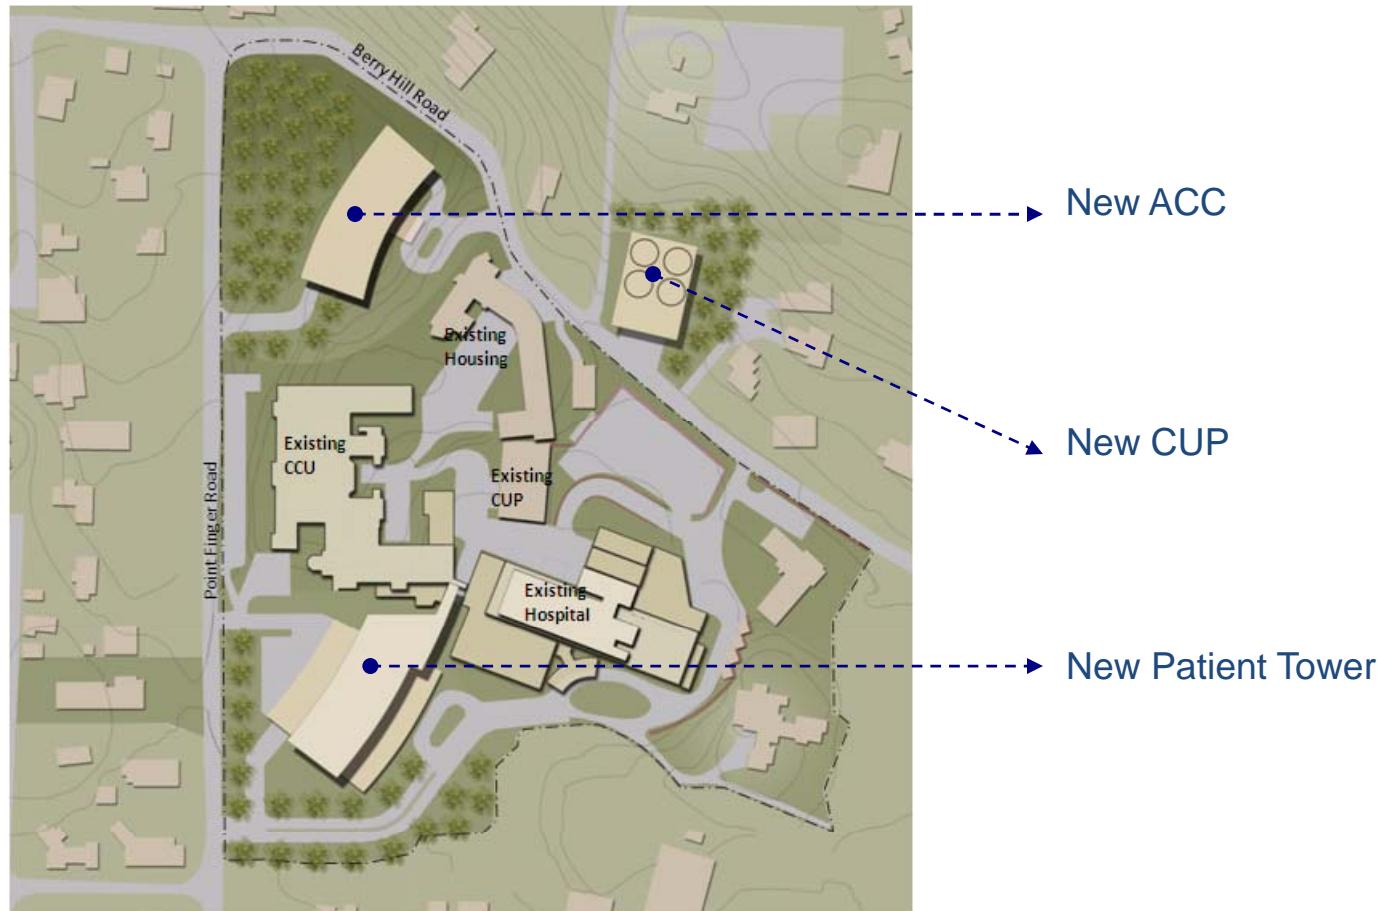 Berry Hill Road
New ACC
Existing
Housing
Existing
CCU
New CUP
Existing
CUP
Point Finger Road
Existing
Hospital
New Patient Tower